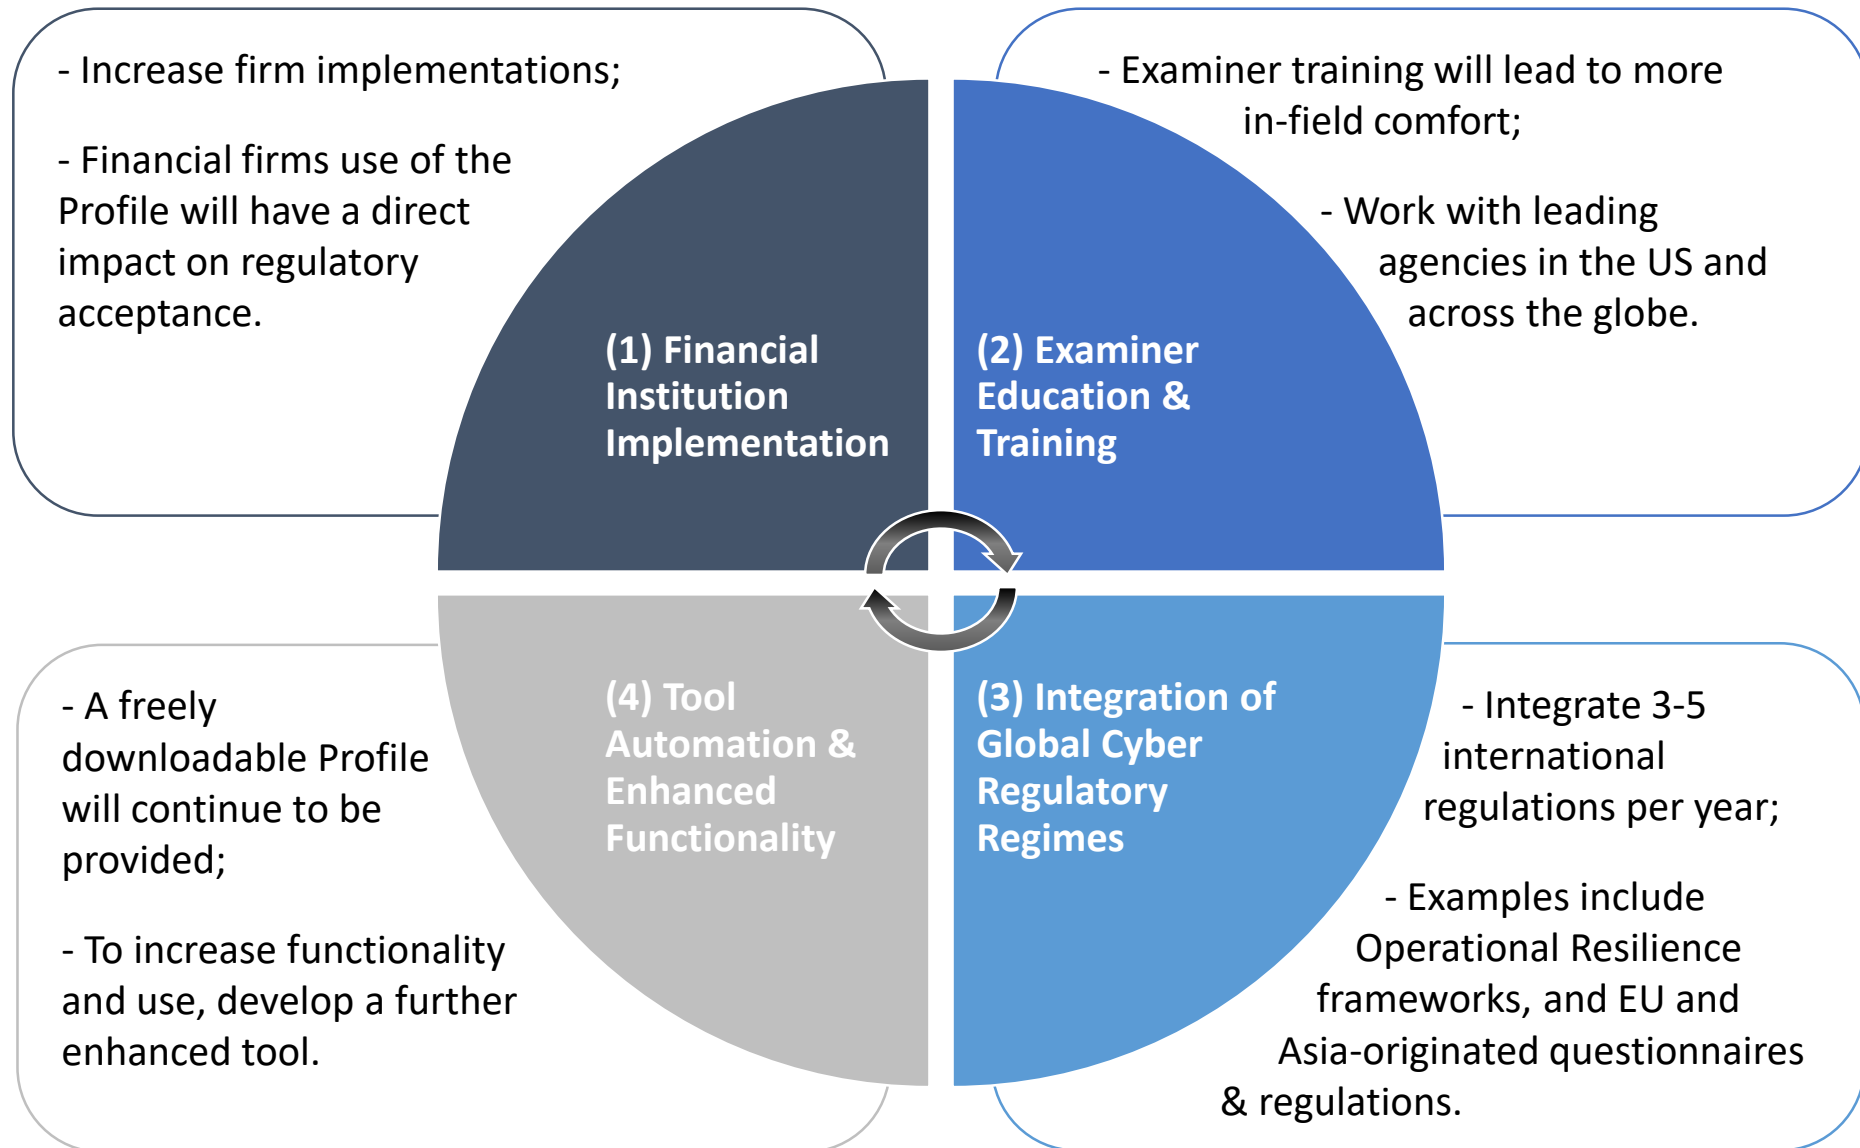 - Increase firm implementations;
- Financial firms use of the
Profile will have a direct
impact on regulatory
acceptance.
(1) Financial
Institution
Implementation
- Examiner training will lead to more
in-field comfort;
- Work with leading
agencies in the US and
across the globe.
(2) Examiner
Education &
Training
- A freely
downloadable Profile
will continue to be
provided;
- To increase functionality
and use, develop a further
enhanced tool.
(4) Tool
Automation &
Enhanced
Functionality
(3) Integration of
Global Cyber
Regulatory
Regimes
- Integrate 3-5
international
regulations per year;
- Examples include
Operational Resilience
frameworks, and EU and
Asia-originated questionnaires
& regulations.